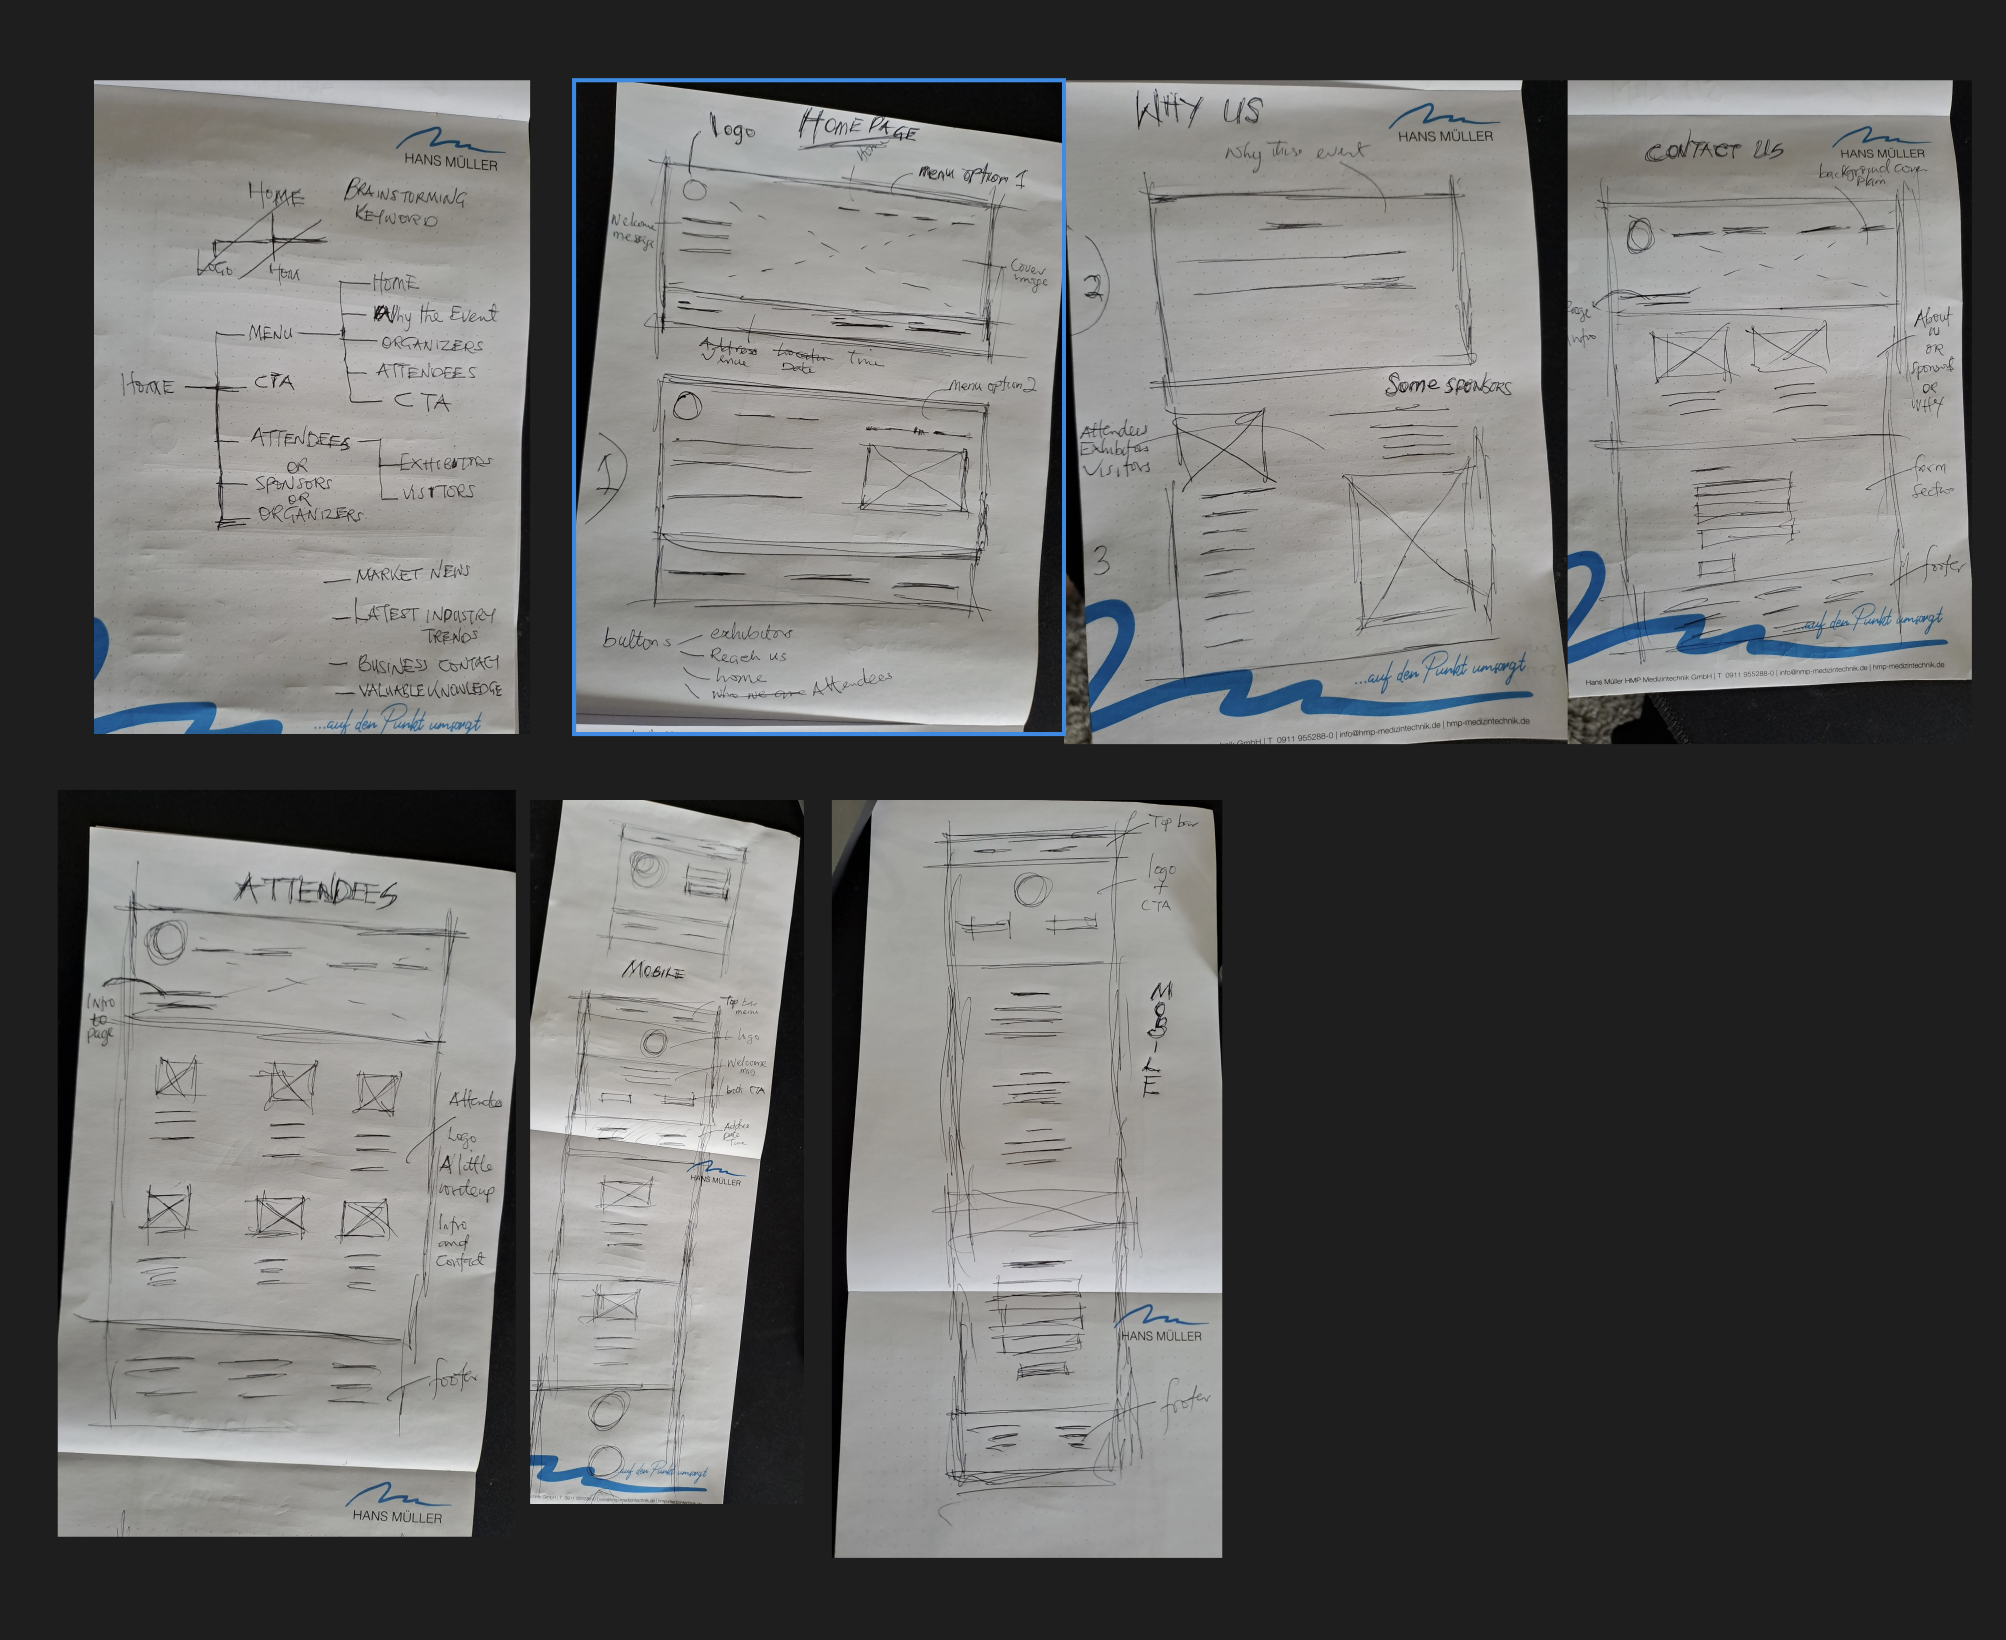 HANS MÜLLER
HOME
BRAINSTORMING
KEYWORD
LOGO
HOME
MENU
HOME
Why the Event
ORGANIZERS
ATTENDEES
CTA
HOME
CTA
ATTENDEES
OR
SPONSORS
OR
ORGANIZERS
EXHIBITORS
VISITORS
MARKET NEWS
LATEST INDUSTRY
TRENDS
BUSINESS CONTACT
VALUABLE KNOWLEDGE
...auf den Punkt umsorgt
logo
HOMEPAGE
Home
menu option 1
Welcome
message
Cover
image
Address
Venue
Location
Date
Time
menu option 2
1)
buttons
exhibitors
Reach us
home
who we are Attendees
WHY US
HANS MÜLLER
Why these event
2
Some SPONSORS
Attendees
Exhibitors
Visitors
3
...auf den Punkt umsorgt
GmbH | T 0911 955288-0 | info@hmp-medizintechnik.de | hmp-medizintechnik.de
CONTACT US
HANS MÜLLER
background cover
plain
Page
Info
About
OR
sponsors
OR
WHY
form
section
footer
...auf den Punkt umsorgt
Hans Müller HMP Medizintechnik GmbH | T 0911 955288-0 | info@hmp-medizintechnik.de | hmp-medizintechnik.de
ATTENDEES
Intro
to
page
Attendee
Logo
A little
writeup
Info
and
Contact
footer
HANS MÜLLER
MOBILE
Top bar
menu
logo
Welcome
msg
both CTA
Address
Date
Time
HANS MÜLLER
...auf den Punkt umsorgt
Top bar
logo
+
CTA
MOBILE
HANS MÜLLER
footer